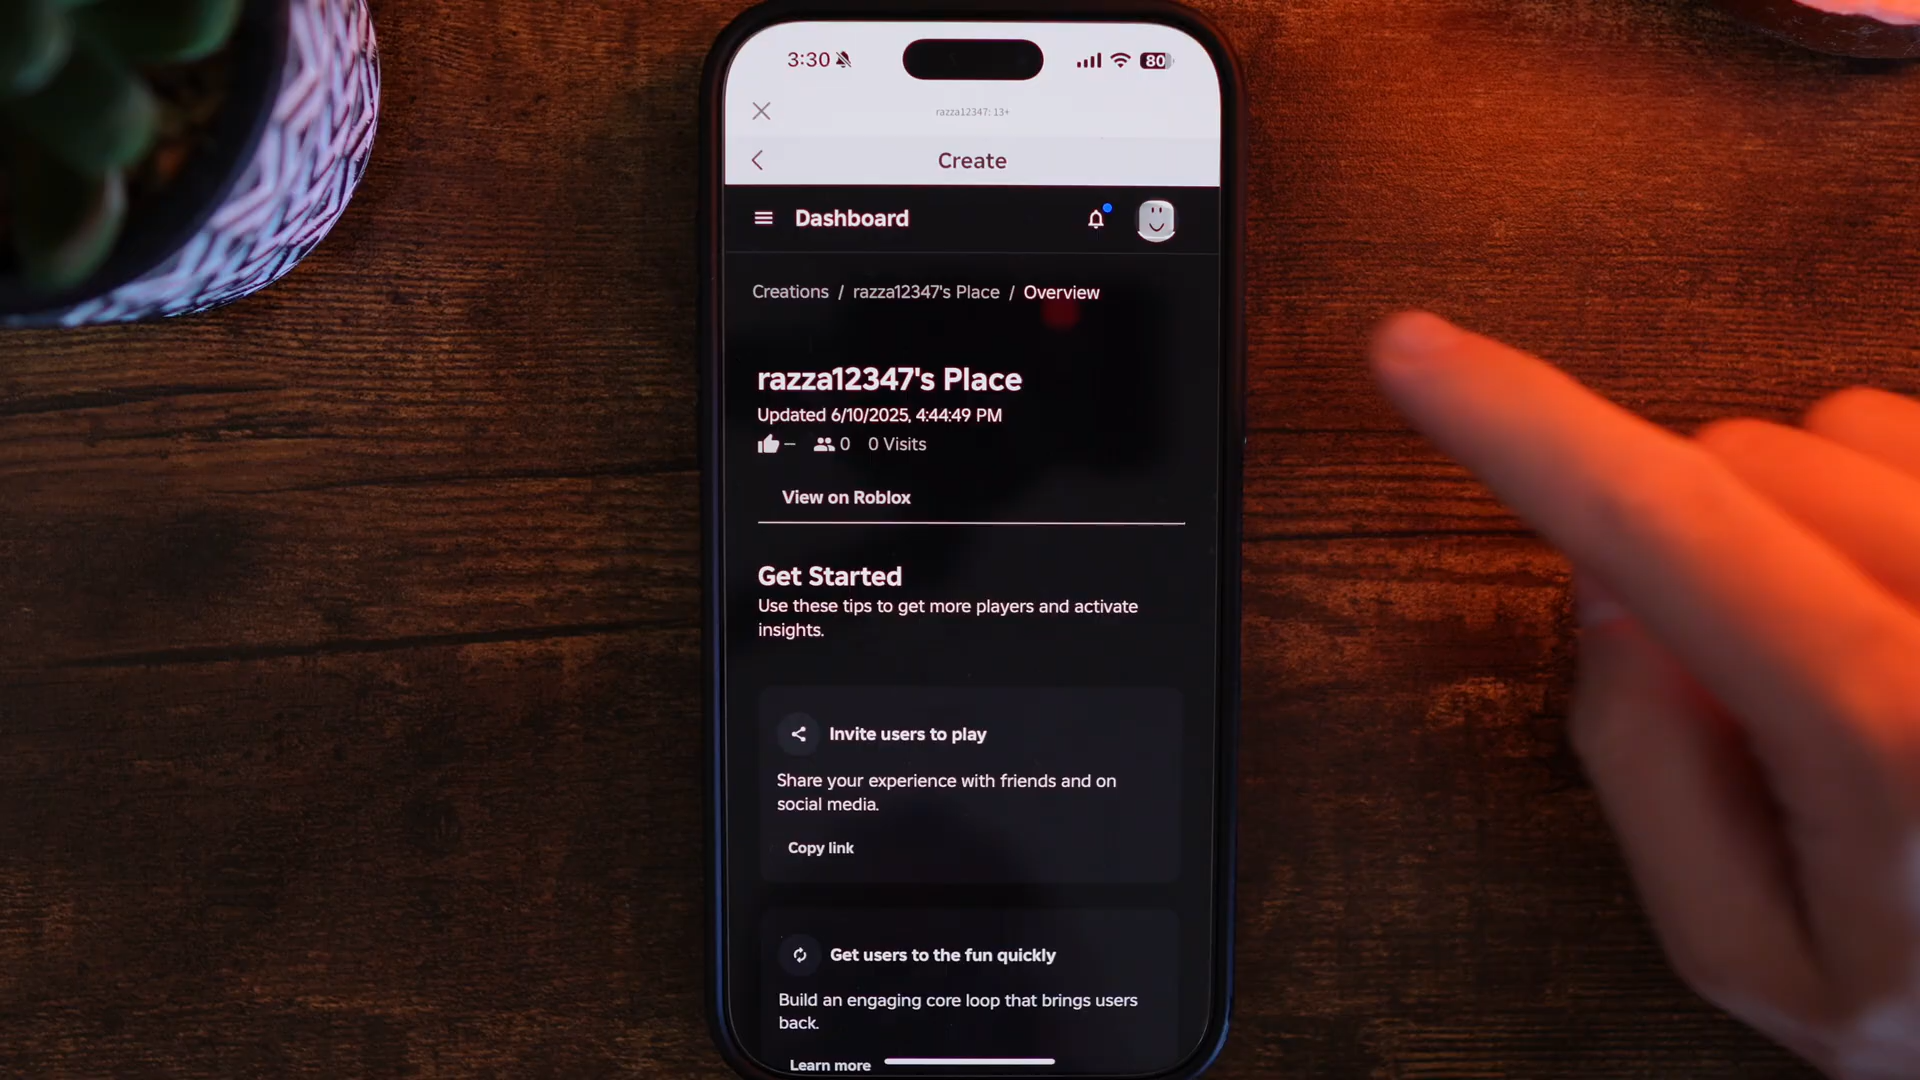 3:30
80
razza12347: 13+
Create
Dashboard
Creations / razza12347's Place / Overview
razza12347's Place
Updated 6/10/2025, 4:44:49 PM
– 0 0 Visits
View on Roblox
Get Started
Use these tips to get more players and activate
insights.
Invite users to play
Share your experience with friends and on
social media.
Copy link
Get users to the fun quickly
Build an engaging core loop that brings users
back.
Learn more